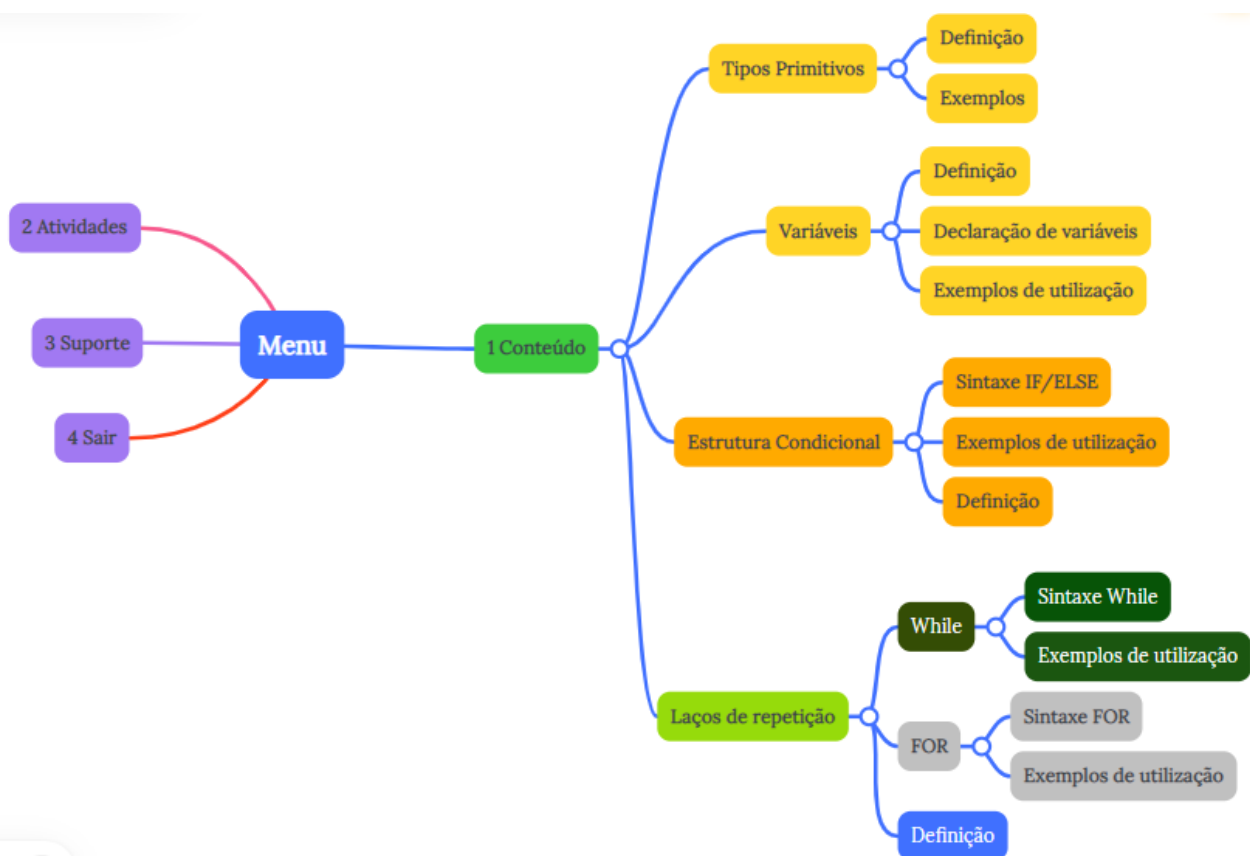 Menu
1 Conteúdo
Tipos Primitivos
Definição
Exemplos
Variáveis
Definição
Declaração de variáveis
Exemplos de utilização
Estrutura Condicional
Sintaxe IF/ELSE
Exemplos de utilização
Definição
Laços de repetição
While
Sintaxe While
Exemplos de utilização
FOR
Sintaxe FOR
Exemplos de utilização
Definição
2 Atividades
3 Suporte
4 Sair